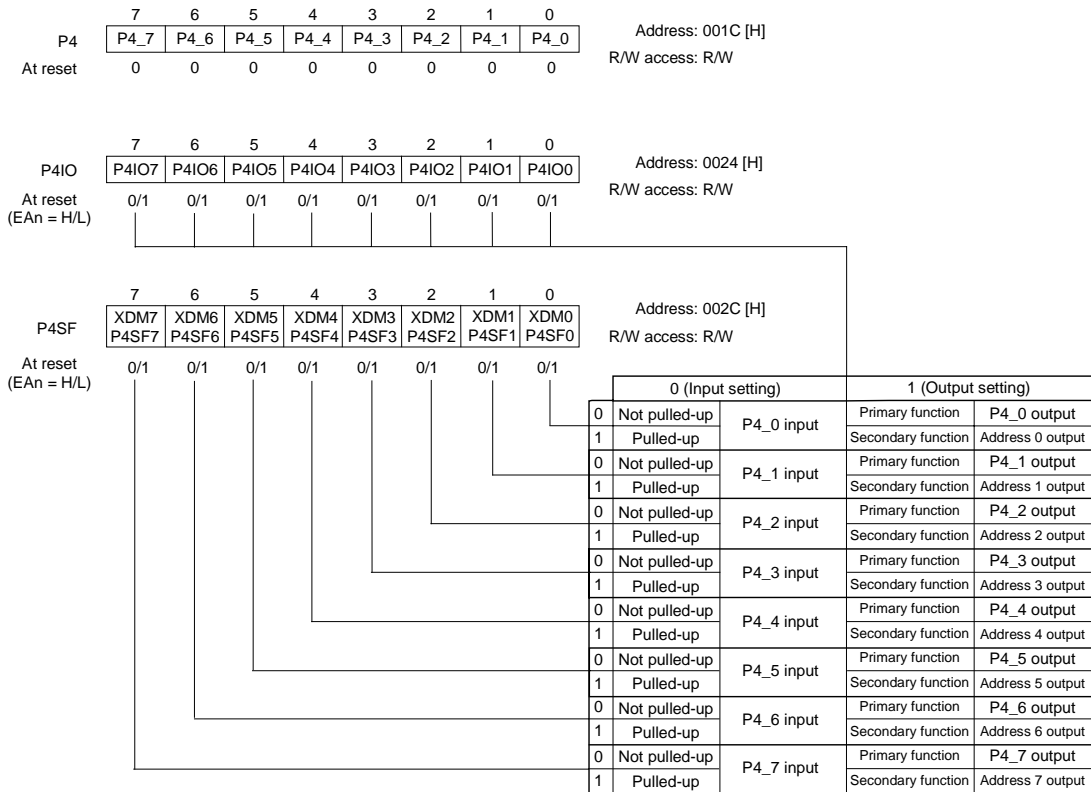 7 6 5 4 3 2 1 0
P4 P4_7 P4_6 P4_5 P4_4 P4_3 P4_2 P4_1 P4_0 Address: 001C [H]
At reset 0 0 0 0 0 0 0 0 R/W access: R/W
7 6 5 4 3 2 1 0
P4IO P4IO7 P4IO6 P4IO5 P4IO4 P4IO3 P4IO2 P4IO1 P4IO0 Address: 0024 [H]
At reset 0/1 0/1 0/1 0/1 0/1 0/1 0/1 0/1 R/W access: R/W
(EAn = H/L)
7 6 5 4 3 2 1 0
XDM7 XDM6 XDM5 XDM4 XDM3 XDM2 XDM1 XDM0 Address: 002C [H]
P4SF P4SF7 P4SF6 P4SF5 P4SF4 P4SF3 P4SF2 P4SF1 P4SF0 R/W access: R/W
At reset 0/1 0/1 0/1 0/1 0/1 0/1 0/1 0/1
(EAn = H/L)
0 (Input setting) 1 (Output setting)
0 Not pulled-up P4_0 input Primary function P4_0 output
1 Pulled-up Secondary function Address 0 output
0 Not pulled-up P4_1 input Primary function P4_1 output
1 Pulled-up Secondary function Address 1 output
0 Not pulled-up P4_2 input Primary function P4_2 output
1 Pulled-up Secondary function Address 2 output
0 Not pulled-up P4_3 input Primary function P4_3 output
1 Pulled-up Secondary function Address 3 output
0 Not pulled-up P4_4 input Primary function P4_4 output
1 Pulled-up Secondary function Address 4 output
0 Not pulled-up P4_5 input Primary function P4_5 output
1 Pulled-up Secondary function Address 5 output
0 Not pulled-up P4_6 input Primary function P4_6 output
1 Pulled-up Secondary function Address 6 output
0 Not pulled-up P4_7 input Primary function P4_7 output
1 Pulled-up Secondary function Address 7 output